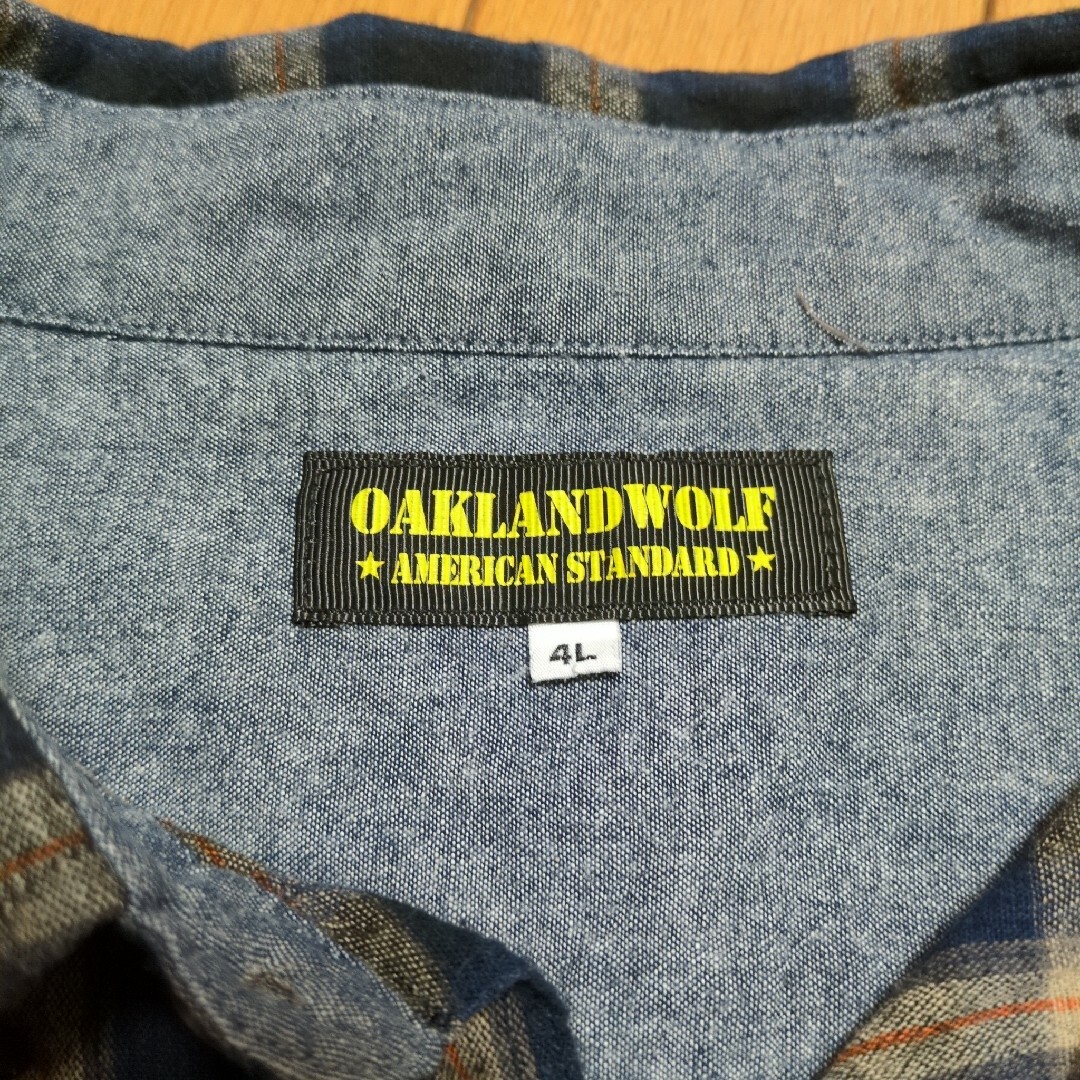 OAKLANDWOLF
★ AMERICAN STANDARD ★
4L